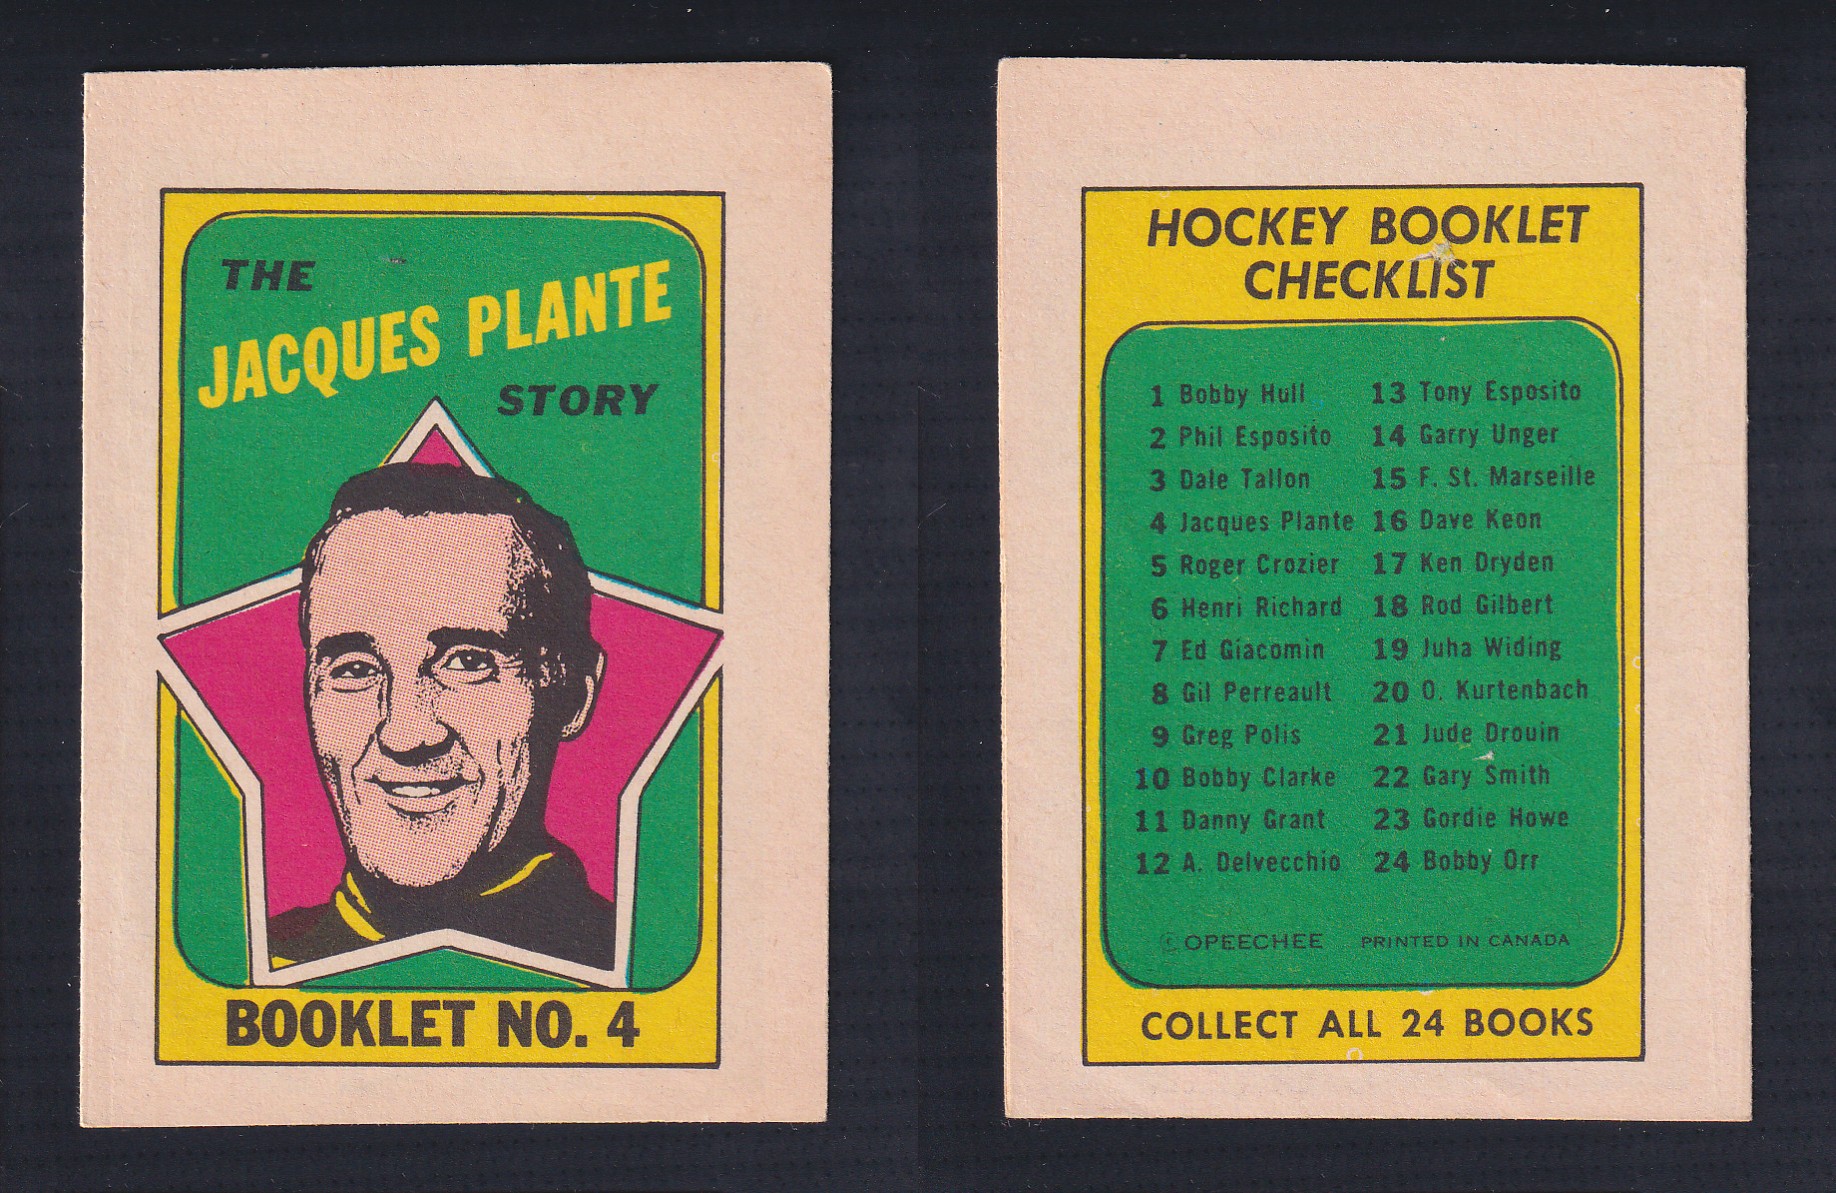 THE
JACQUES PLANTE
STORY
BOOKLET NO. 4
HOCKEY BOOKLET
CHECKLIST
1 Bobby Hull
2 Phil Esposito
3 Dale Tallon
4 Jacques Plante
5 Roger Crozier
6 Henri Richard
7 Ed Giacomin
8 Gil Perreault
9 Greg Polis
10 Bobby Clarke
11 Danny Grant
12 A. Delvecchio
13 Tony Esposito
14 Garry Unger
15 F. St. Marseille
16 Dave Keon
17 Ken Dryden
18 Rod Gilbert
19 Juha Widing
20 O. Kurtenbach
21 Jude Drouin
22 Gary Smith
23 Gordie Howe
24 Bobby Orr
© OPEECHEE PRINTED IN CANADA
COLLECT ALL 24 BOOKS